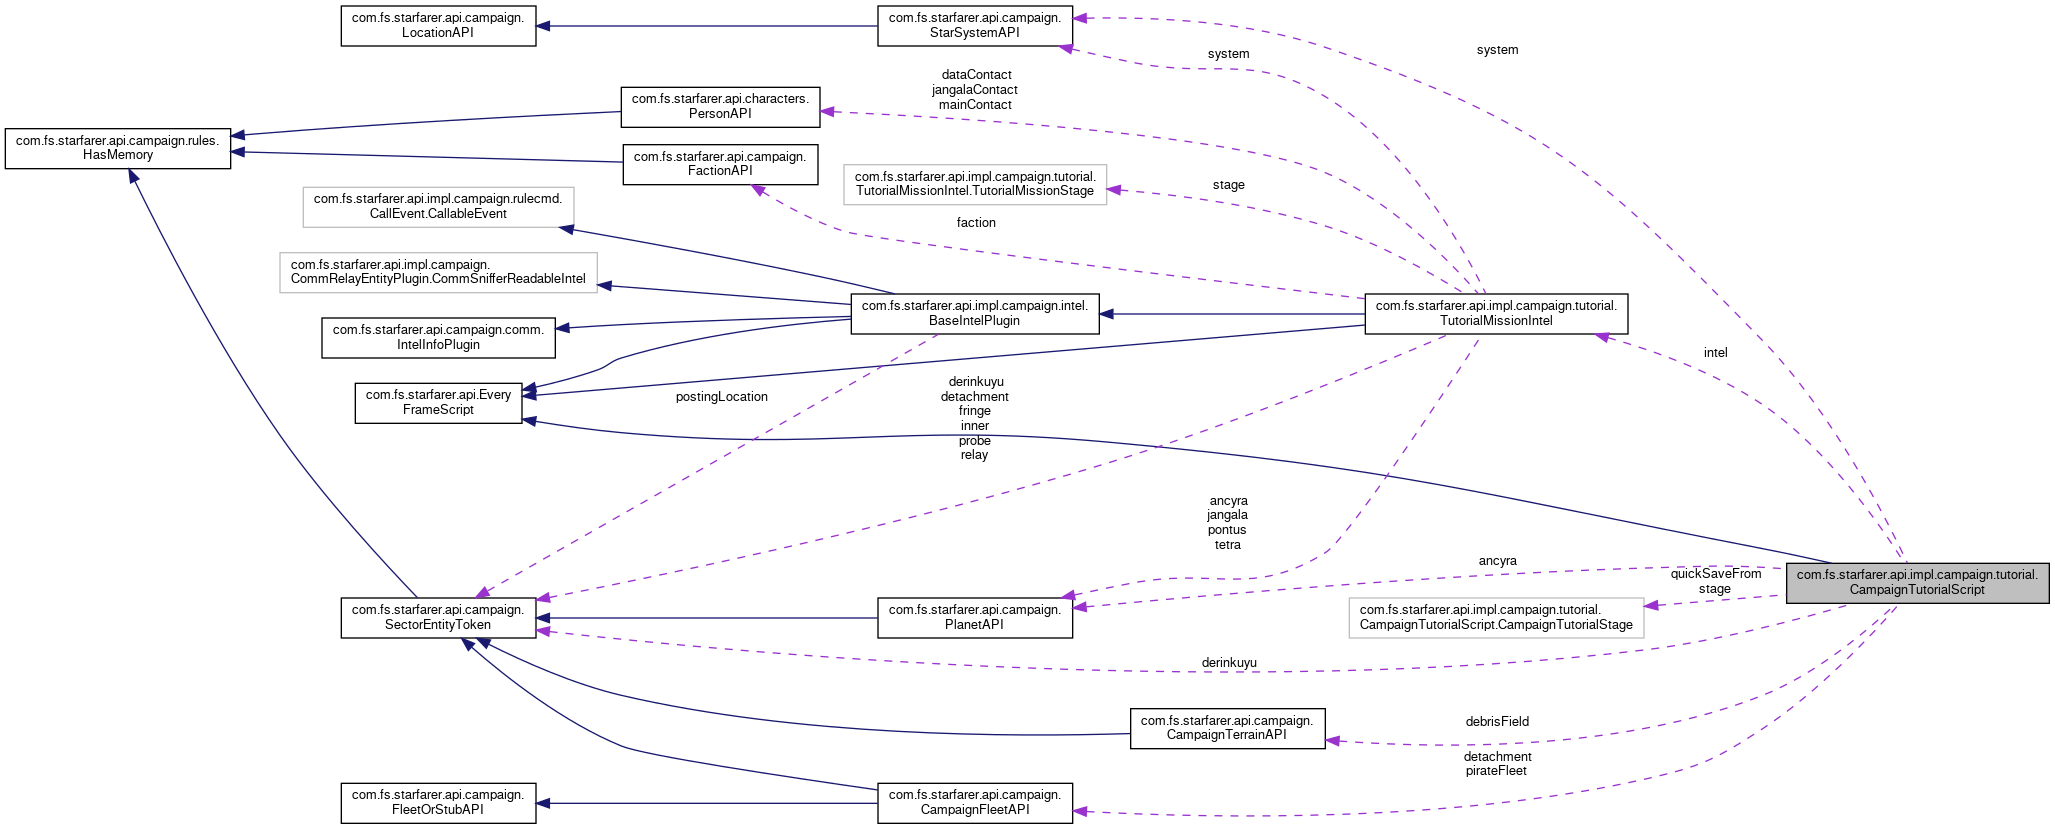 com.fs.starfarer.api.campaign.
LocationAPI
com.fs.starfarer.api.campaign.
StarSystemAPI
system
system
dataContact
jangalaContact
mainContact
com.fs.starfarer.api.characters.
PersonAPI
com.fs.starfarer.api.campaign.rules.
HasMemory
com.fs.starfarer.api.campaign.
FactionAPI
com.fs.starfarer.api.impl.campaign.tutorial.
TutorialMissionIntel.TutorialMissionStage
stage
com.fs.starfarer.api.impl.campaign.rulecmd.
CallEvent.CallableEvent
faction
com.fs.starfarer.api.impl.campaign.
CommRelayEntityPlugin.CommSnifferReadableIntel
com.fs.starfarer.api.impl.campaign.intel.
BaseIntelPlugin
com.fs.starfarer.api.impl.campaign.tutorial.
TutorialMissionIntel
com.fs.starfarer.api.campaign.comm.
IntelInfoPlugin
intel
com.fs.starfarer.api.Every
FrameScript
postingLocation
derinkuyu
detachment
fringe
inner
probe
relay
ancyra
jangala
pontus
tetra
ancyra
quickSaveFrom
stage
com.fs.starfarer.api.impl.campaign.tutorial.
CampaignTutorialScript
com.fs.starfarer.api.campaign.
SectorEntityToken
com.fs.starfarer.api.campaign.
PlanetAPI
com.fs.starfarer.api.impl.campaign.tutorial.
CampaignTutorialScript.CampaignTutorialStage
derinkuyu
com.fs.starfarer.api.campaign.
CampaignTerrainAPI
debrisField
detachment
pirateFleet
com.fs.starfarer.api.campaign.
FleetOrStubAPI
com.fs.starfarer.api.campaign.
CampaignFleetAPI